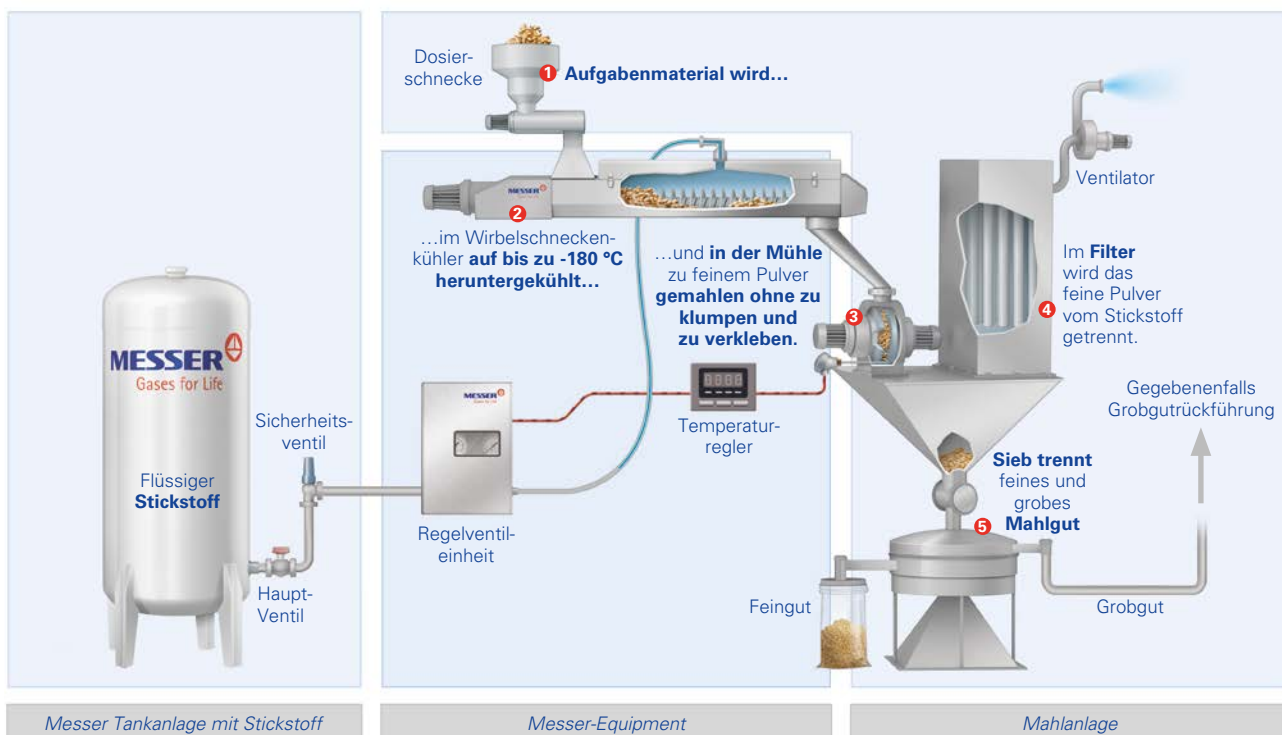 Dosier-
schnecke
1 Aufgabenmaterial wird…
MESSER
2
…im Wirbelschnecken-
kühler auf bis zu -180 °C
heruntergekühlt…
…und in der Mühle
zu feinem Pulver
gemahlen ohne zu
klumpen und
zu verkleben.
3
Ventilator
Im Filter
wird das
feine Pulver
vom Stickstoff
getrennt.
4
MESSER
Gases for Life
Flüssiger
Stickstoff
Sicherheits-
ventil
Haupt-
Ventil
MESSER
Regelventil-
einheit
Temperatur-
regler
Gegebenenfalls
Grobgutrückführung
Sieb trennt
feines und
grobes
Mahlgut
5
Feingut
Grobgut
Messer Tankanlage mit Stickstoff
Messer-Equipment
Mahlanlage